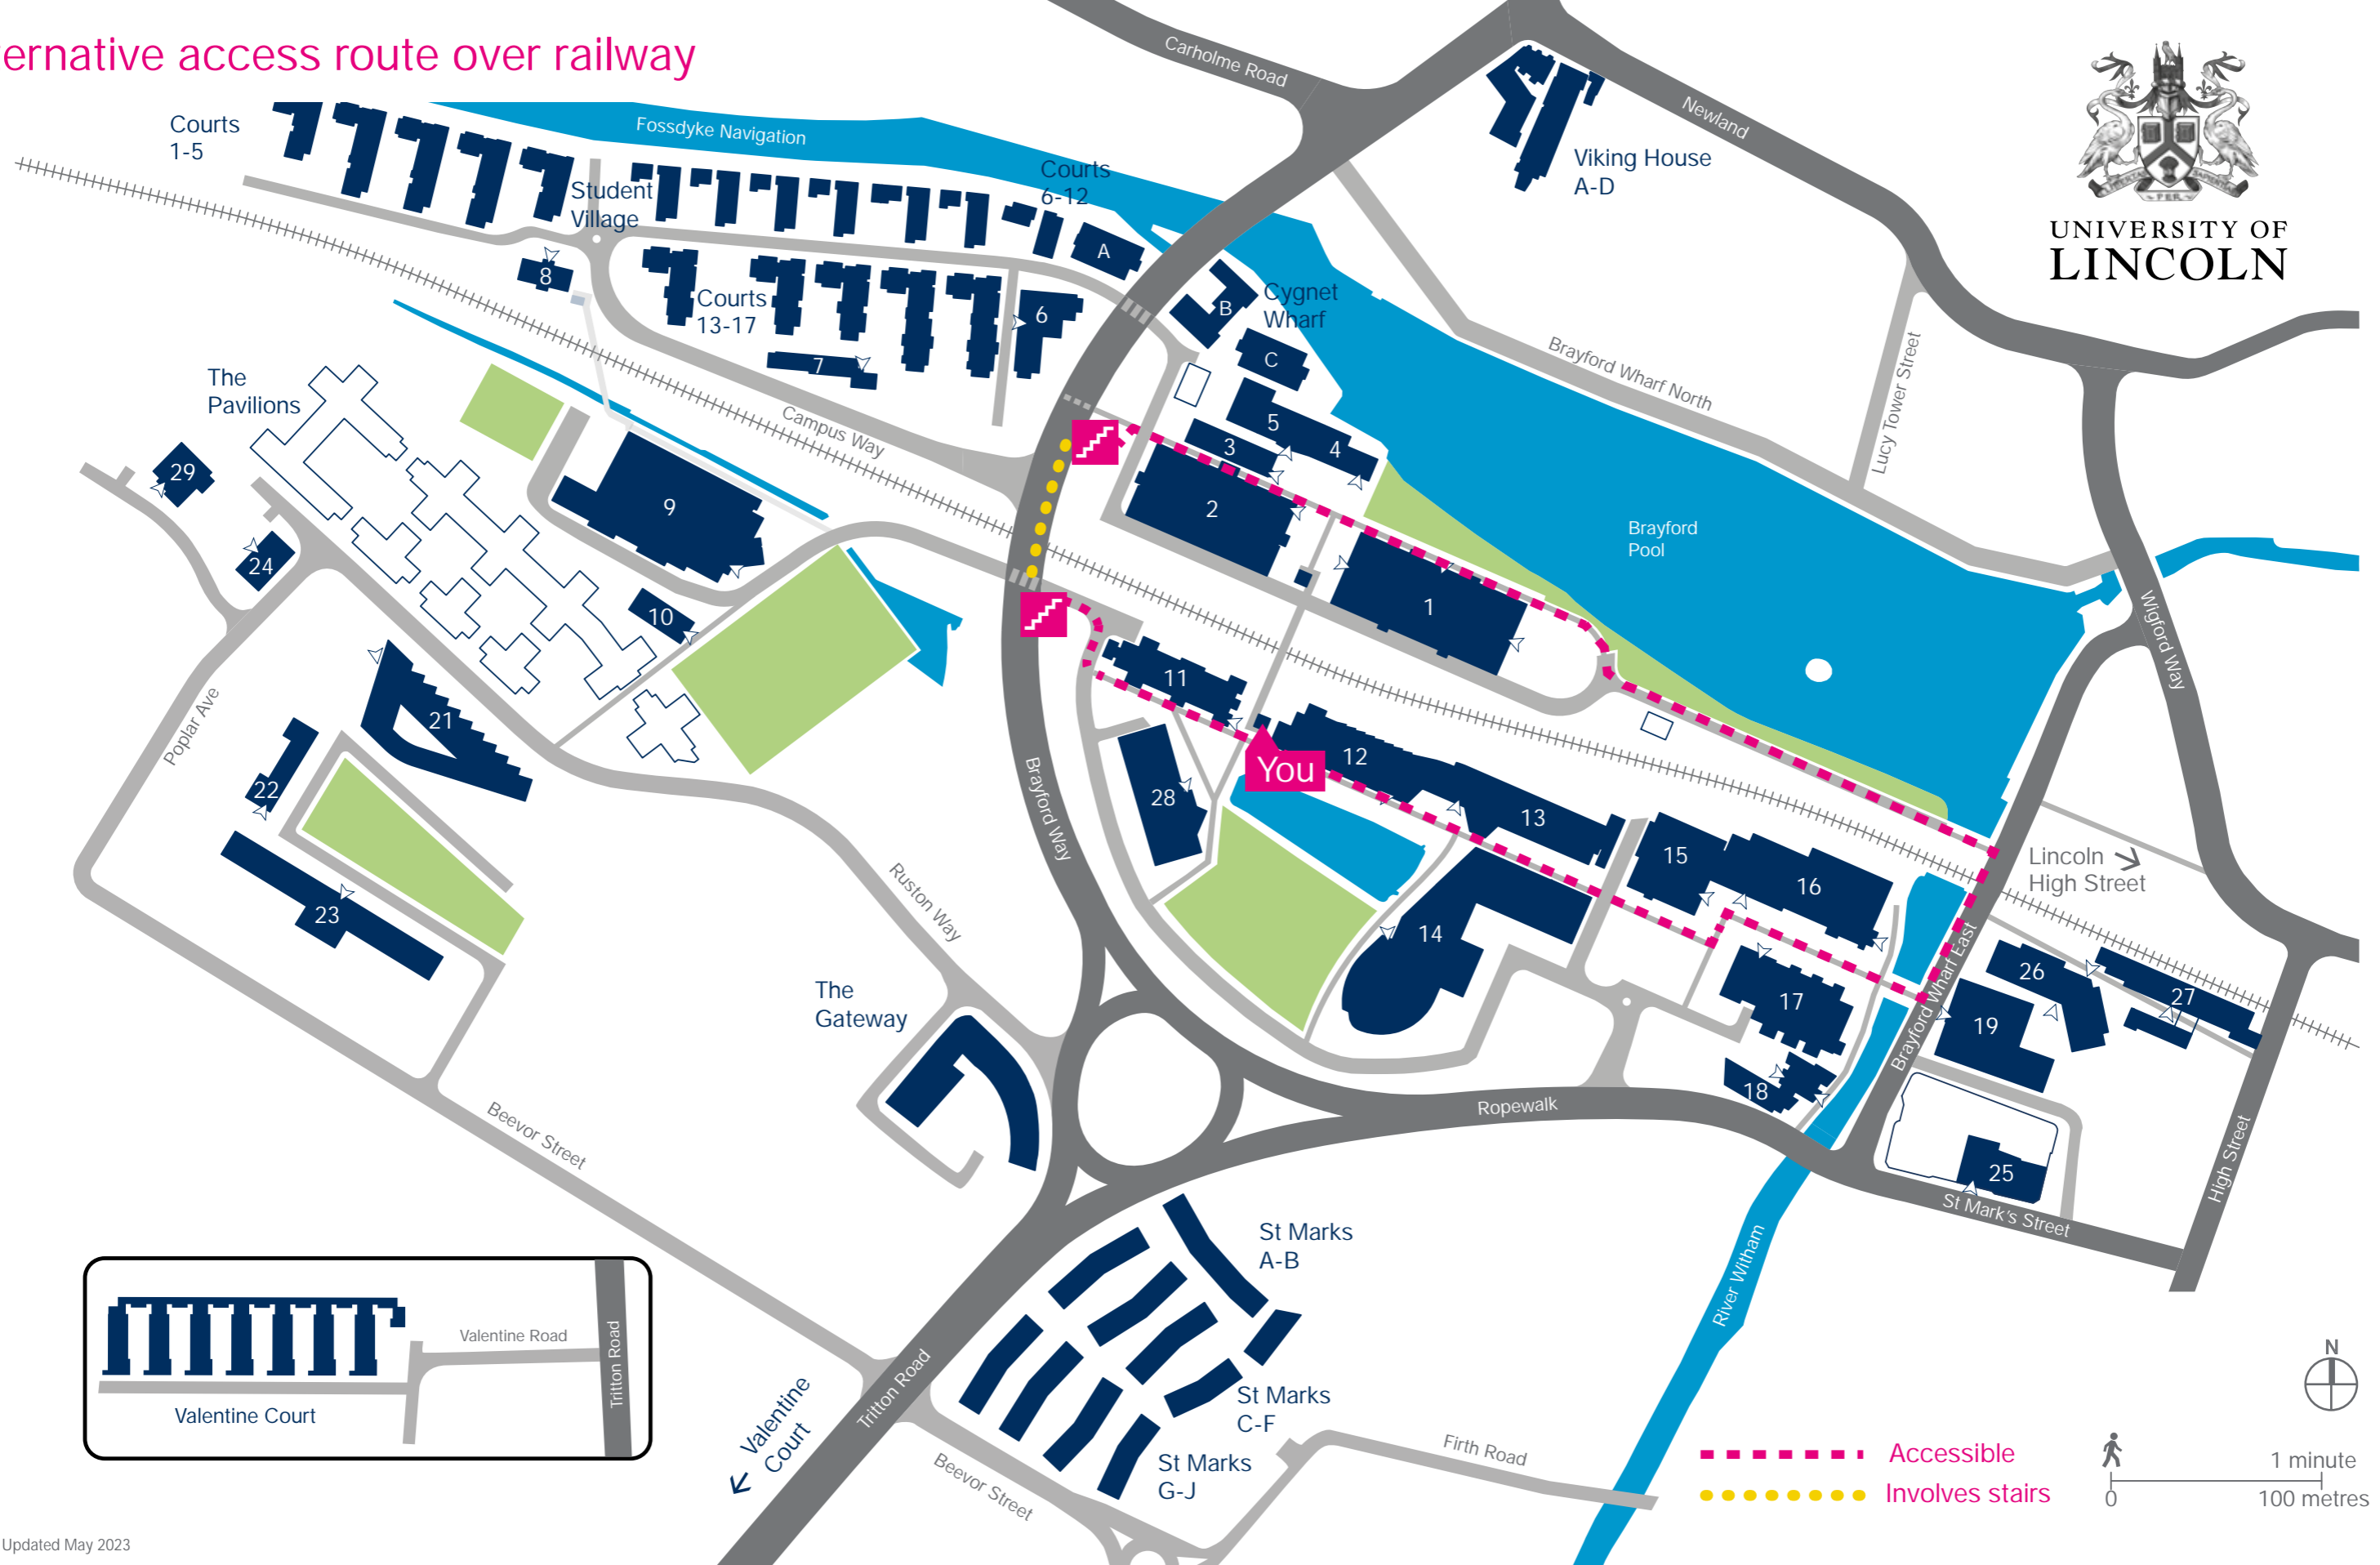 ernative access route over railway
UNIVERSITY OF
LINCOLN
Carholme Road
Newland
Fossdyke Navigation
Courts
1-5
Student
Village
Courts
6-12
Viking House
A-D
A
8
B
Cygnet
Wharf
Courts
13-17
6
C
7
Brayford Wharf North
Lucy Tower Street
The
Pavilions
Campus Way
5
4
3
29
9
2
Brayford
Pool
24
10
1
Wigford Way
11
21
Poplar Ave
You
12
22
28
13
Brayford Way
15
16
Lincoln
High Street
23
Ruston Way
14
26
27
17
19
Brayford Wharf East
The
Gateway
18
Ropewalk
Beevor Street
25
High Street
St Mark's Street
St Marks
A-B
River Witham
Valentine Road
Tritton Road
Valentine Court
Tritton Road
Valentine
Court
St Marks
C-F
St Marks
G-J
Beevor Street
Firth Road
N
Accessible
Involves stairs
1 minute
0
100 metres
Updated May 2023